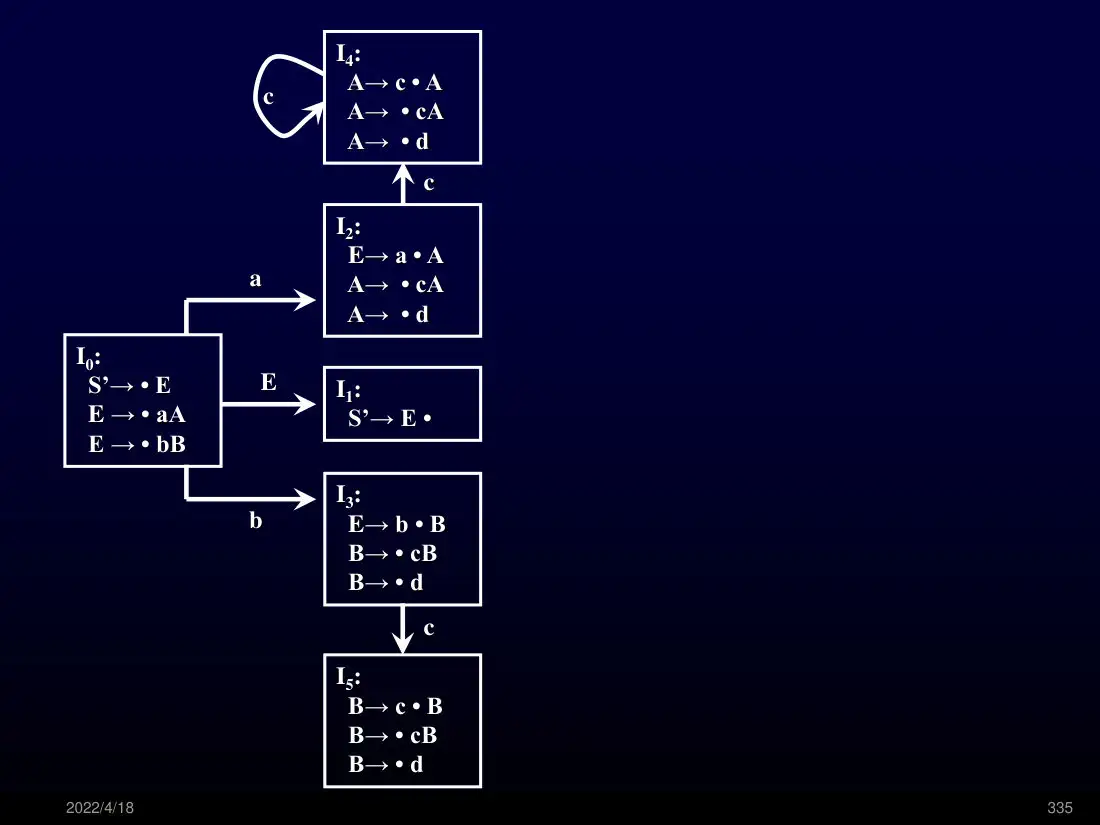 I₄:
A→ c • A
A→ • cA
A→ • d
c
c
I₂:
E→ a • A
A→ • cA
A→ • d
a
I₀:
S’→ • E
E → • aA
E → • bB
E
I₁:
S’→ E •
b
I₃:
E→ b • B
B→ • cB
B→ • d
c
I₅:
B→ c • B
B→ • cB
B→ • d
2022/4/18
335